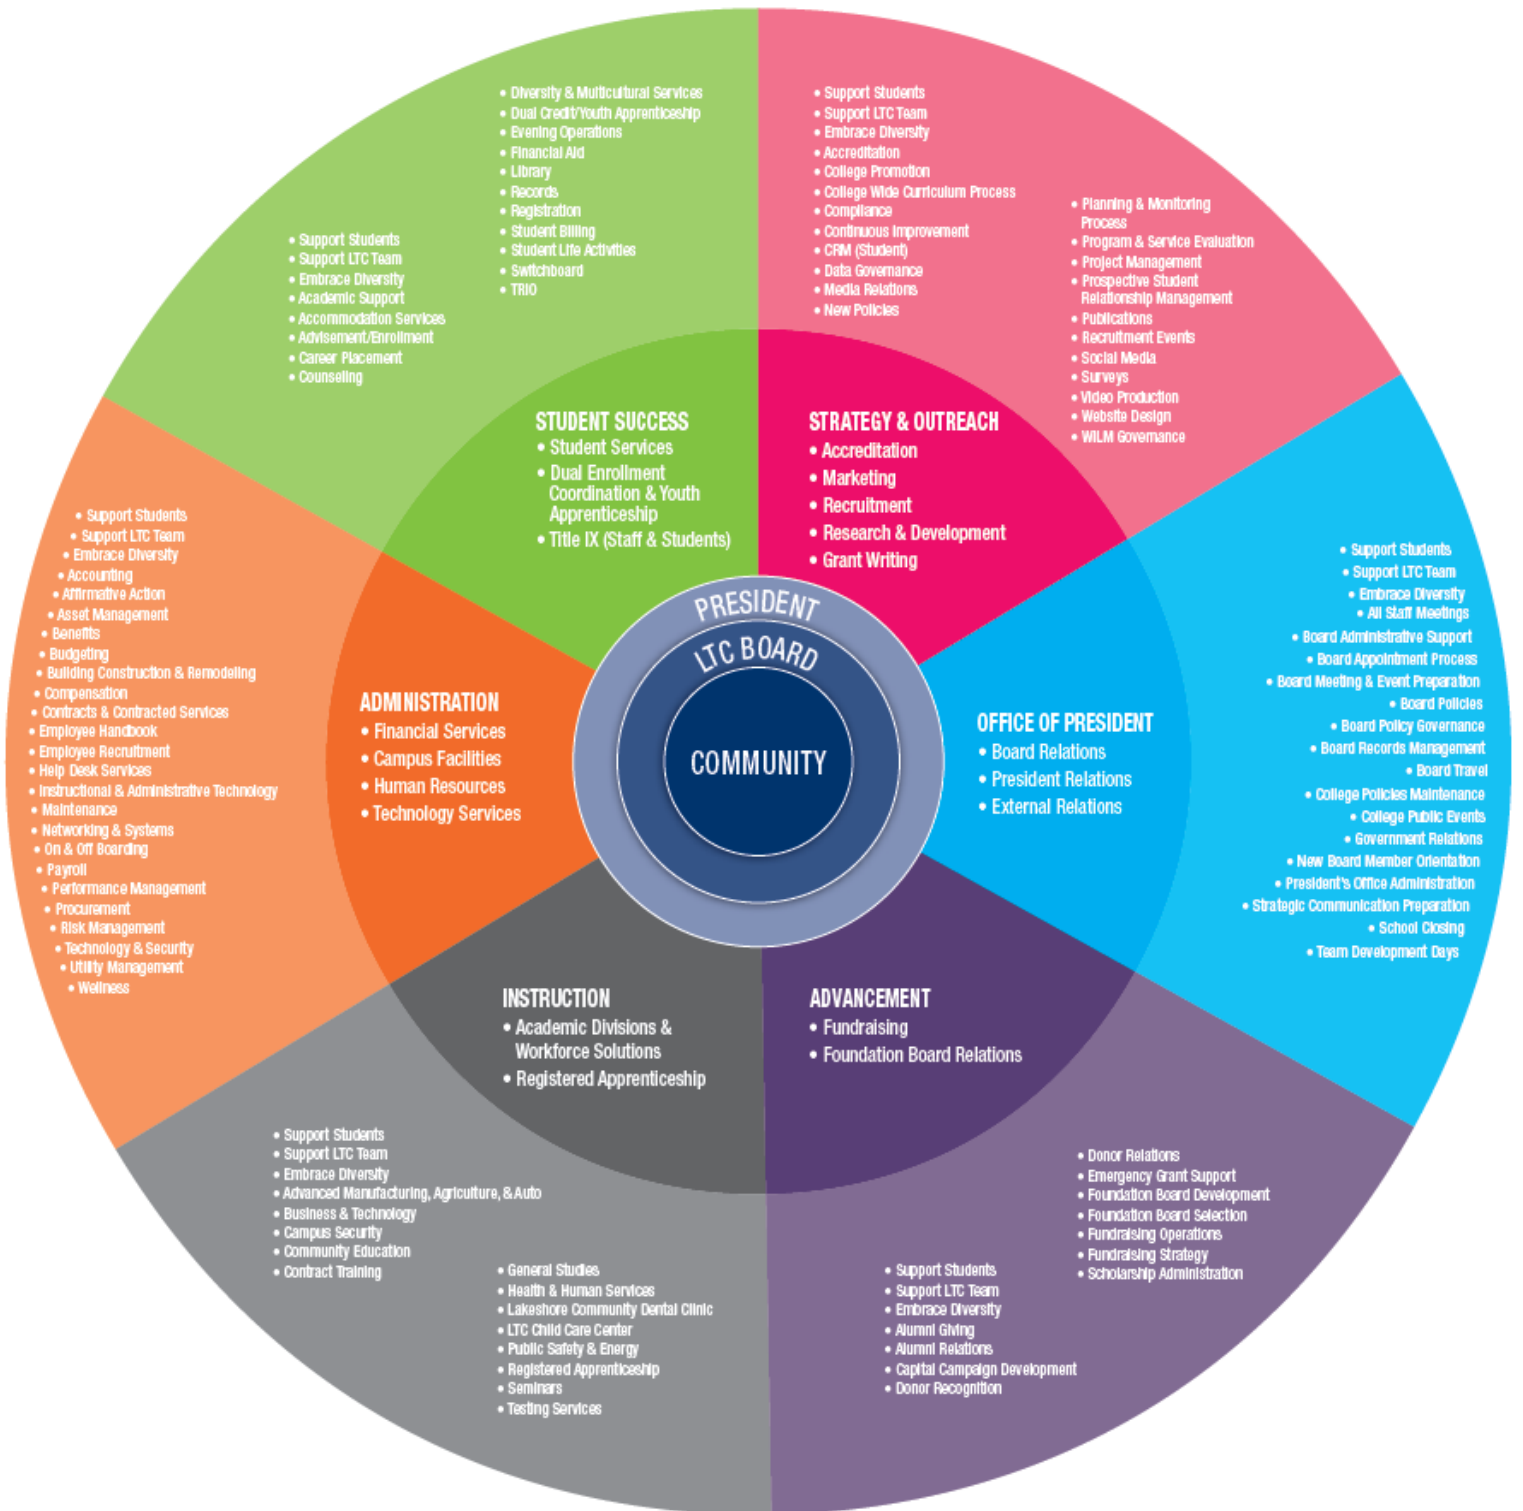 • Diversity & Multicultural Services
• Dual Credit/Youth Apprenticeship
• Evening Operations
• Financial Aid
• Library
• Records
• Registration
• Student Billing
• Student Life Activities
• Switchboard
• TRIO
• Support Students
• Support LTC Team
• Embrace Diversity
• Academic Support
• Accommodation Services
• Advisement/Enrollment
• Career Placement
• Counseling
STUDENT SUCCESS
• Student Services
• Dual Enrollment
Coordination & Youth
Apprenticeship
• Title IX (Staff & Students)
• Support Students
• Support LTC Team
• Embrace Diversity
• Accreditation
• College Promotion
• College Wide Curriculum Process
• Compliance
• Continuous Improvement
• CRM (Student)
• Data Governance
• Media Relations
• New Policies
• Planning & Monitoring
Process
• Program & Service Evaluation
• Project Management
• Prospective Student
Relationship Management
• Publications
• Recruitment Events
• Social Media
• Surveys
• Video Production
• Website Design
• WILM Governance
STRATEGY & OUTREACH
• Accreditation
• Marketing
• Recruitment
• Research & Development
• Grant Writing
• Support Students
• Support LTC Team
• Embrace Diversity
• Accounting
• Affirmative Action
• Asset Management
• Benefits
• Budgeting
• Building Construction & Remodeling
• Compensation
• Contracts & Contracted Services
• Employee Handbook
• Employee Recruitment
• Help Desk Services
• Instructional & Administrative Technology
• Maintenance
• Networking & Systems
• On & Off Boarding
• Payroll
• Performance Management
• Procurement
• Risk Management
• Technology & Security
• Utility Management
• Wellness
ADMINISTRATION
• Financial Services
• Campus Facilities
• Human Resources
• Technology Services
PRESIDENT
LTC BOARD
COMMUNITY
OFFICE OF PRESIDENT
• Board Relations
• President Relations
• External Relations
• Support Students
• Support LTC Team
• Embrace Diversity
• All Staff Meetings
• Board Administrative Support
• Board Appointment Process
• Board Meeting & Event Preparation
• Board Policies
• Board Policy Governance
• Board Records Management
• Board Travel
• College Policies Maintenance
• College Public Events
• Government Relations
• New Board Member Orientation
• President's Office Administration
• Strategic Communication Preparation
• School Closing
• Team Development Days
INSTRUCTION
• Academic Divisions &
Workforce Solutions
• Registered Apprenticeship
• Support Students
• Support LTC Team
• Embrace Diversity
• Advanced Manufacturing, Agriculture, & Auto
• Business & Technology
• Campus Security
• Community Education
• Contract Training
• General Studies
• Health & Human Services
• Lakeshore Community Dental Clinic
• LTC Child Care Center
• Public Safety & Energy
• Registered Apprenticeship
• Seminars
• Testing Services
ADVANCEMENT
• Fundraising
• Foundation Board Relations
• Support Students
• Support LTC Team
• Embrace Diversity
• Alumni Giving
• Alumni Relations
• Capital Campaign Development
• Donor Recognition
• Donor Relations
• Emergency Grant Support
• Foundation Board Development
• Foundation Board Selection
• Fundraising Operations
• Fundraising Strategy
• Scholarship Administration